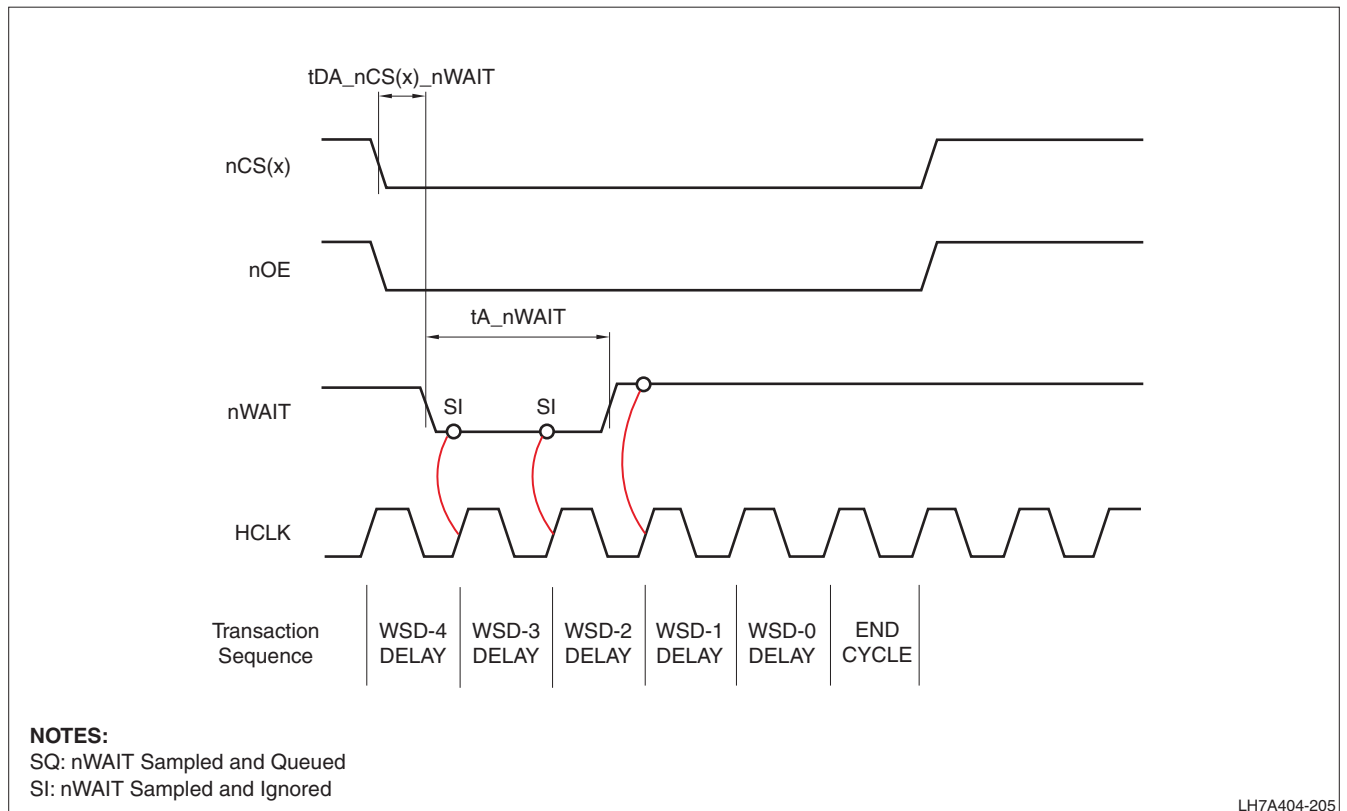 tDA_nCS(x)_nWAIT
nCS(x)
nOE
tA_nWAIT
nWAIT
SI
SI
HCLK
Transaction
Sequence
WSD-4
DELAY
WSD-3
DELAY
WSD-2
DELAY
WSD-1
DELAY
WSD-0
DELAY
END
CYCLE
NOTES:
SQ: nWAIT Sampled and Queued
SI: nWAIT Sampled and Ignored
LH7A404-205